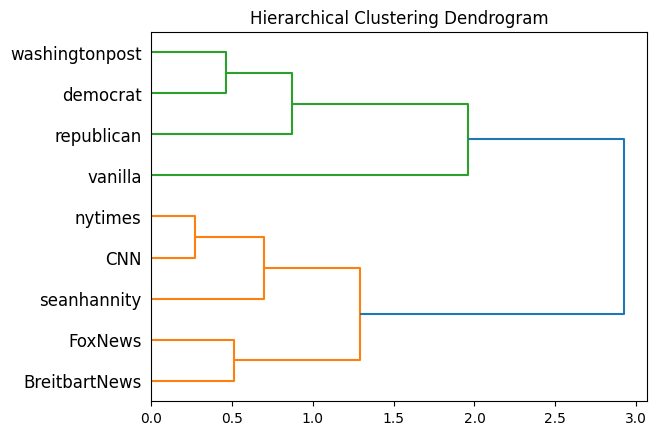 Hierarchical Clustering Dendrogram
washingtonpost
democrat
republican
vanilla
nytimes
CNN
seanhannity
FoxNews
BreitbartNews
0.0 0.5 1.0 1.5 2.0 2.5 3.0